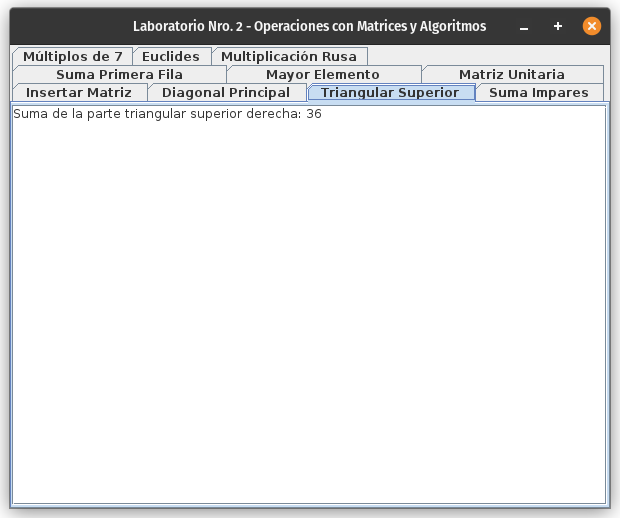 Laboratorio Nro. 2 - Operaciones con Matrices y Algoritmos
Múltiplos de 7 Euclides Multiplicación Rusa
Suma Primera Fila Mayor Elemento Matriz Unitaria
Insertar Matriz Diagonal Principal Triangular Superior Suma Impares
Suma de la parte triangular superior derecha: 36